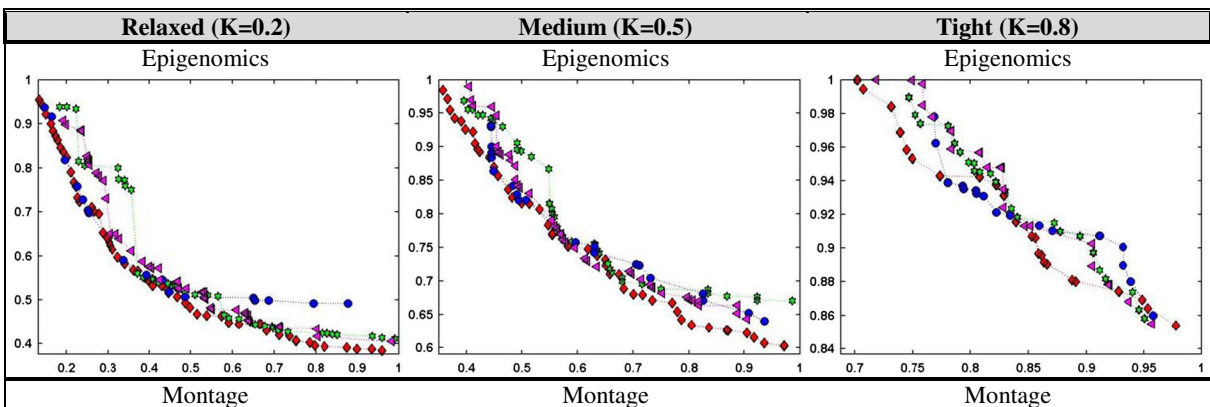 Relaxed (K=0.2) Medium (K=0.5) Tight (K=0.8)
Epigenomics Epigenomics Epigenomics
1 1 1
0.9 0.95 0.98
0.8 0.9 0.96
0.7 0.85 0.94
0.6 0.8 0.92
0.5 0.75 0.9
0.4 0.7 0.88
0.65 0.86
0.6 0.84
0.2 0.3 0.4 0.5 0.6 0.7 0.8 0.9 1 0.4 0.5 0.6 0.7 0.8 0.9 1 0.7 0.75 0.8 0.85 0.9 0.95 1
Montage Montage Montage